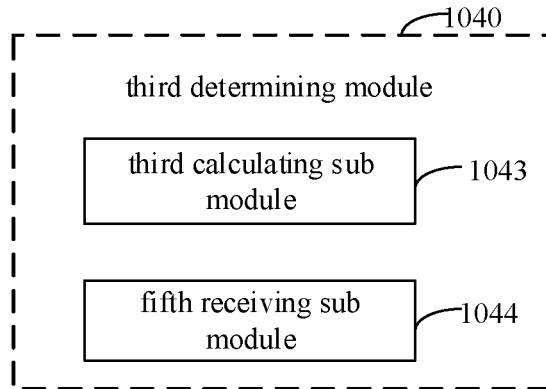 1040
third determining module
third calculating sub
module
1043
fifth receiving sub
module
1044